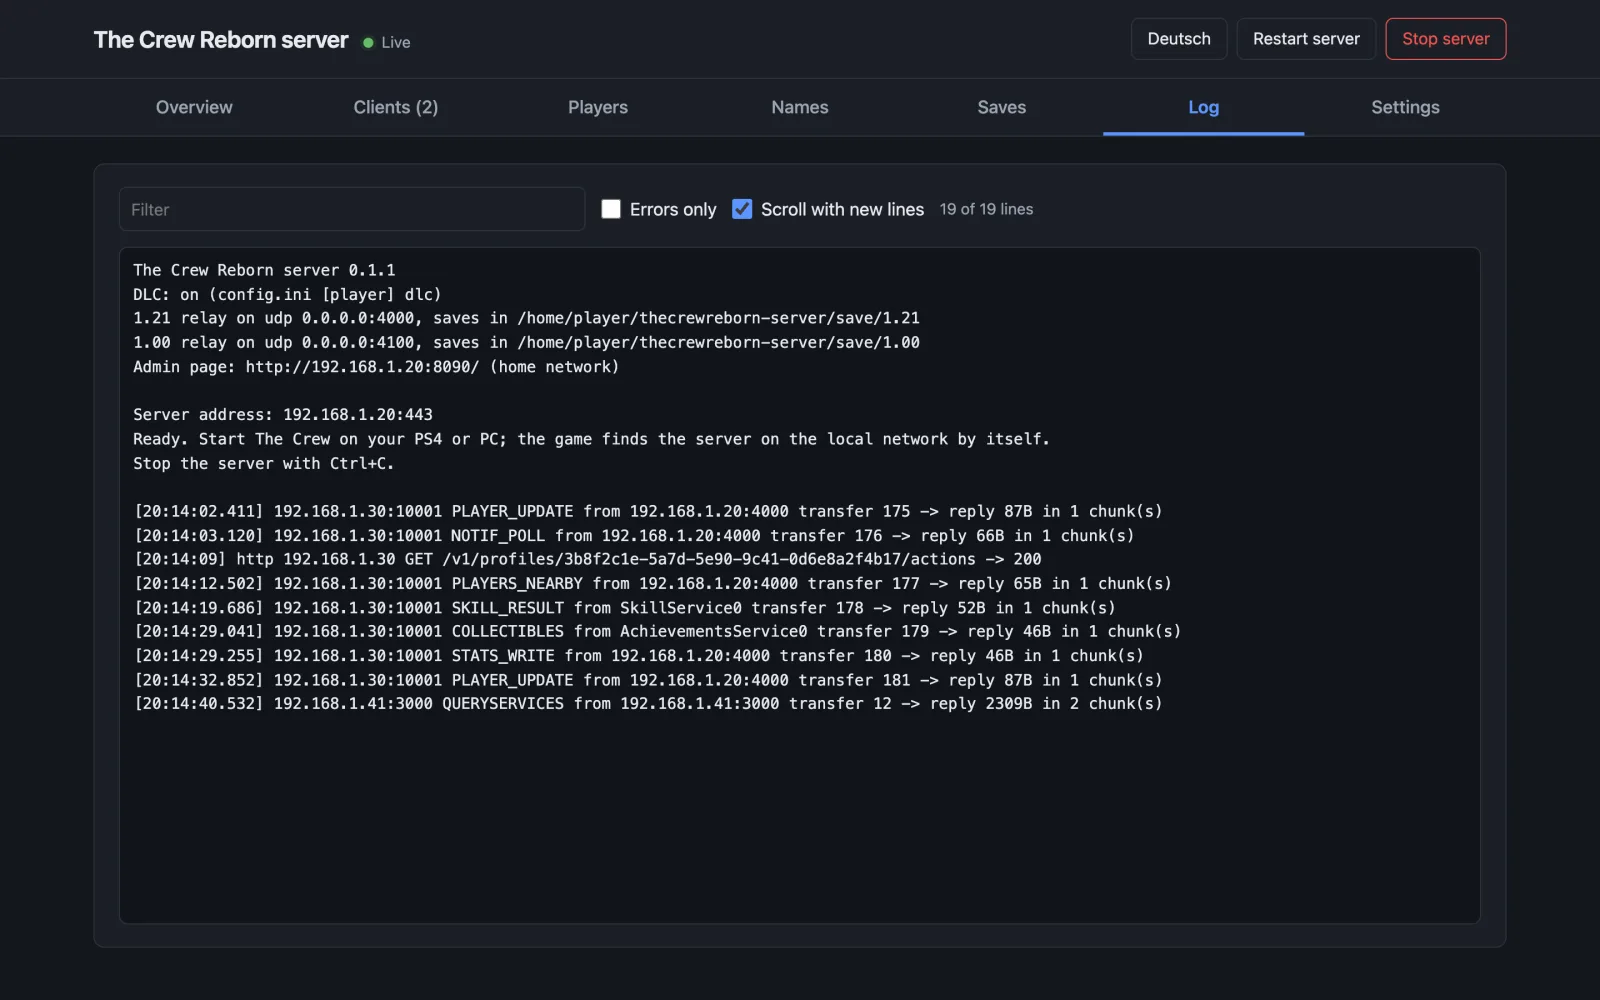 The Crew Reborn server
Live
Deutsch
Restart server
Stop server
Overview
Clients (2)
Players
Names
Saves
Log
Settings
Filter
Errors only
Scroll with new lines
19 of 19 lines
The Crew Reborn server 0.1.1
DLC: on (config.ini [player] dlc)
1.21 relay on udp 0.0.0.0:4000, saves in /home/player/thecrewreborn-server/save/1.21
1.00 relay on udp 0.0.0.0:4100, saves in /home/player/thecrewreborn-server/save/1.00
Admin page: http://192.168.1.20:8090/ (home network)
Server address: 192.168.1.20:443
Ready. Start The Crew on your PS4 or PC; the game finds the server on the local network by itself.
Stop the server with Ctrl+C.
[20:14:02.411] 192.168.1.30:10001 PLAYER_UPDATE from 192.168.1.20:4000 transfer 175 -> reply 87B in 1 chunk(s)
[20:14:03.120] 192.168.1.30:10001 NOTIF_POLL from 192.168.1.20:4000 transfer 176 -> reply 66B in 1 chunk(s)
[20:14:09] http 192.168.1.30 GET /v1/profiles/3b8f2c1e-5a7d-5e90-9c41-0d6e8a2f4b17/actions -> 200
[20:14:12.502] 192.168.1.30:10001 PLAYERS_NEARBY from 192.168.1.20:4000 transfer 177 -> reply 65B in 1 chunk(s)
[20:14:19.686] 192.168.1.30:10001 SKILL_RESULT from SkillService0 transfer 178 -> reply 52B in 1 chunk(s)
[20:14:29.041] 192.168.1.30:10001 COLLECTIBLES from AchievementsService0 transfer 179 -> reply 46B in 1 chunk(s)
[20:14:29.255] 192.168.1.30:10001 STATS_WRITE from 192.168.1.20:4000 transfer 180 -> reply 46B in 1 chunk(s)
[20:14:32.852] 192.168.1.30:10001 PLAYER_UPDATE from 192.168.1.20:4000 transfer 181 -> reply 87B in 1 chunk(s)
[20:14:40.532] 192.168.1.41:3000 QUERYSERVICES from 192.168.1.41:3000 transfer 12 -> reply 2309B in 2 chunk(s)